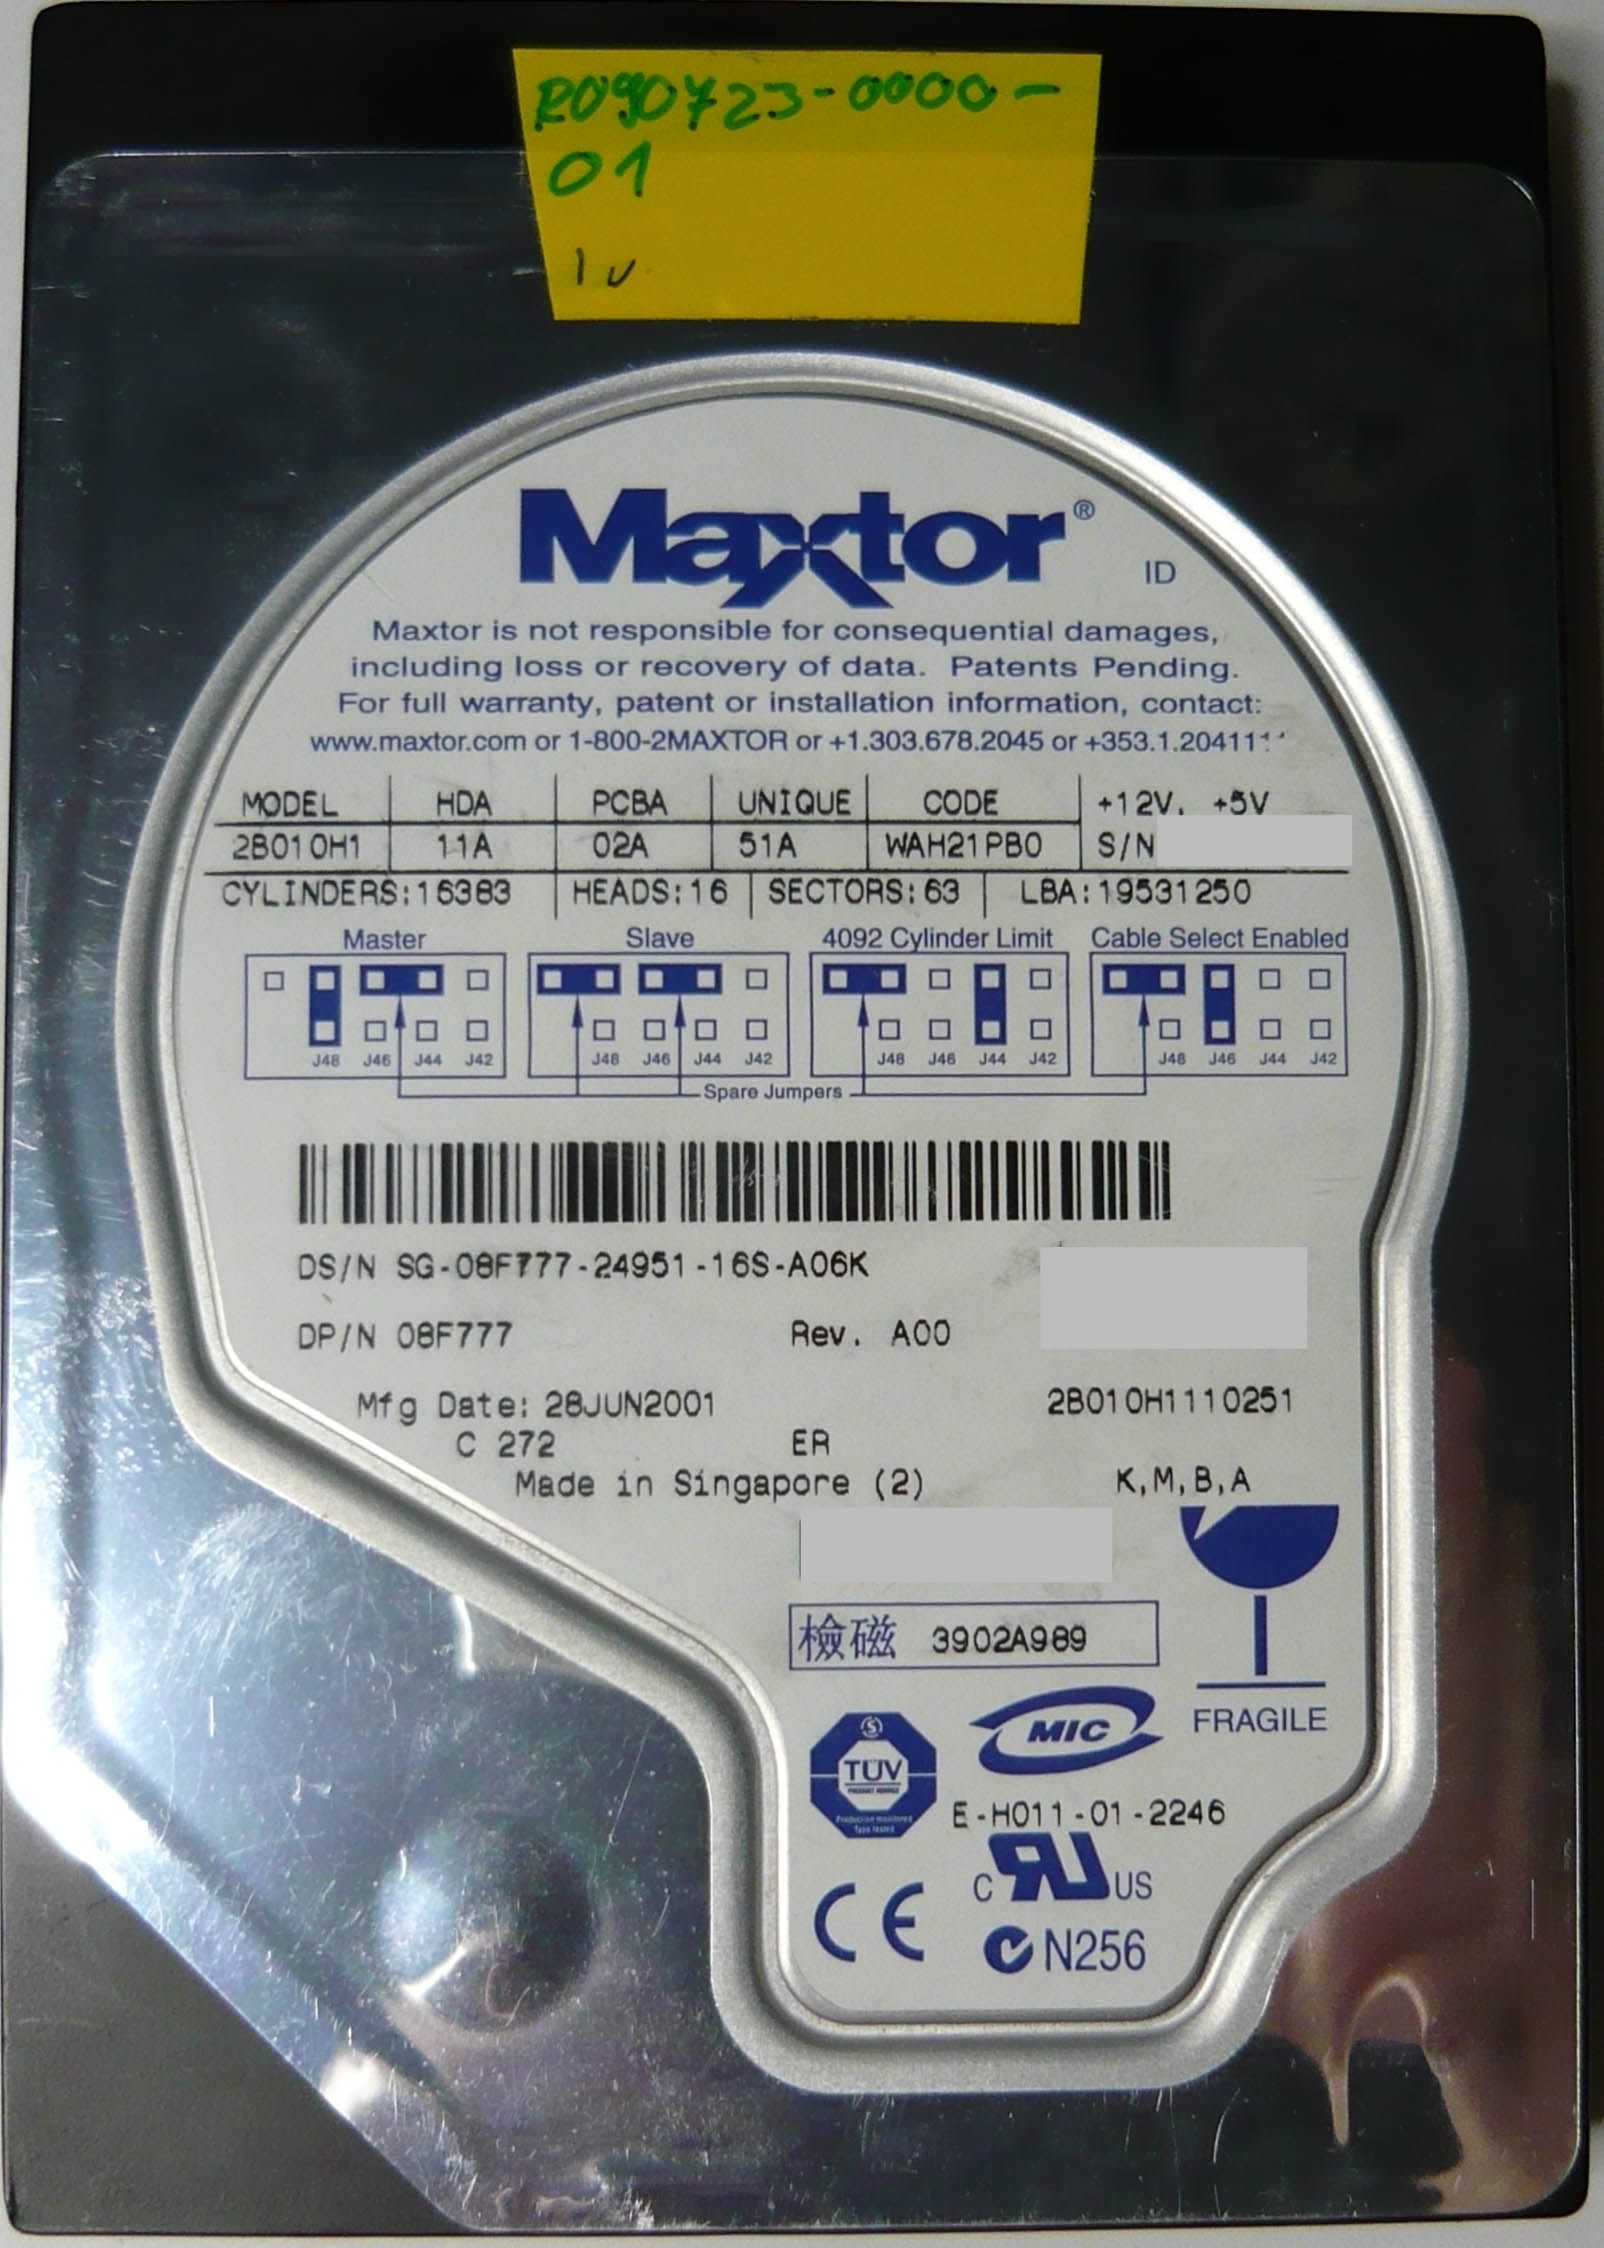 R090723-0000-
01
Maxtor®
ID
Maxtor is not responsible for consequential damages,
including loss or recovery of data. Patents Pending.
For full warranty, patent or installation information, contact:
www.maxtor.com or 1-800-2MAXTOR or +1.303.678.2045 or
MODEL HDA PCBA UNIQUE CODE +12V, +5V
2B010H1 11A 02A 51A WAH21PB0 S/N
CYLINDERS:16383 HEADS:16 SECTORS:63 LBA:19531250
Master Slave 4092 Cylinder Limit Cable Select Enabled
J48 J46 J44 J42 J48 J46 J44 J42 J48 J46 J44 J42 J48 J46 J44 J42
Spare Jumpers
DS/N SG-08F777-24951-16S-A06K
DP/N 08F777 Rev. A00
Mfg Date: 28JUN2001 2B010H1110251
C 272 ER
Made in Singapore (2) K,M,B,A
檢磁 3902A989
FRAGILE
MIC
S
TÜV
Production monitored
Type tested
E-H011-01-2246
C RU US
CE
N256